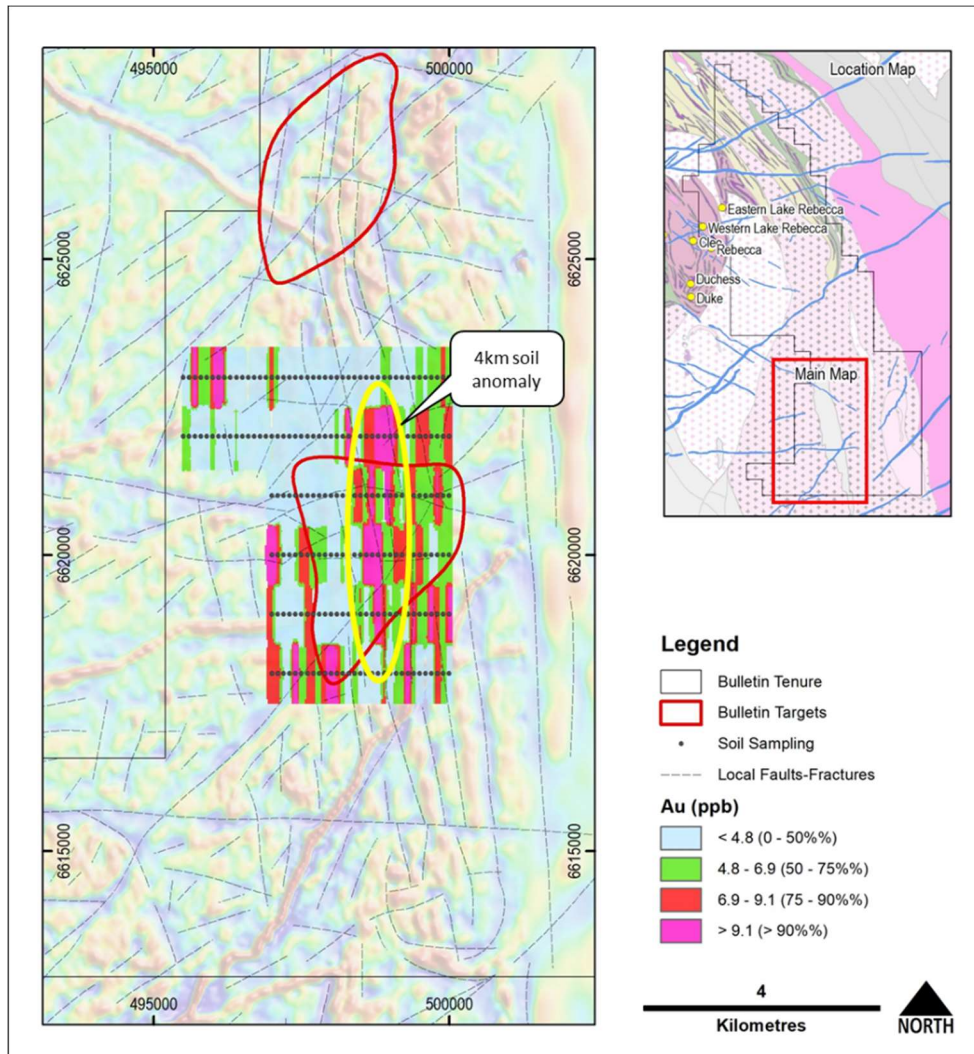 495000
500000
6625000
6625000
4km soil
anomaly
6620000
6620000
6615000
6615000
495000
500000
Location Map
Eastern Lake Rebecca
Western Lake Rebecca
Cleo
Rebecca
Duchess
Duke
Main Map
Legend
Bulletin Tenure
Bulletin Targets
Soil Sampling
Local Faults-Fractures
Au (ppb)
< 4.8 (0 - 50%%)
4.8 - 6.9 (50 - 75%%)
6.9 - 9.1 (75 - 90%%)
> 9.1 (> 90%%)
4
Kilometres
NORTH